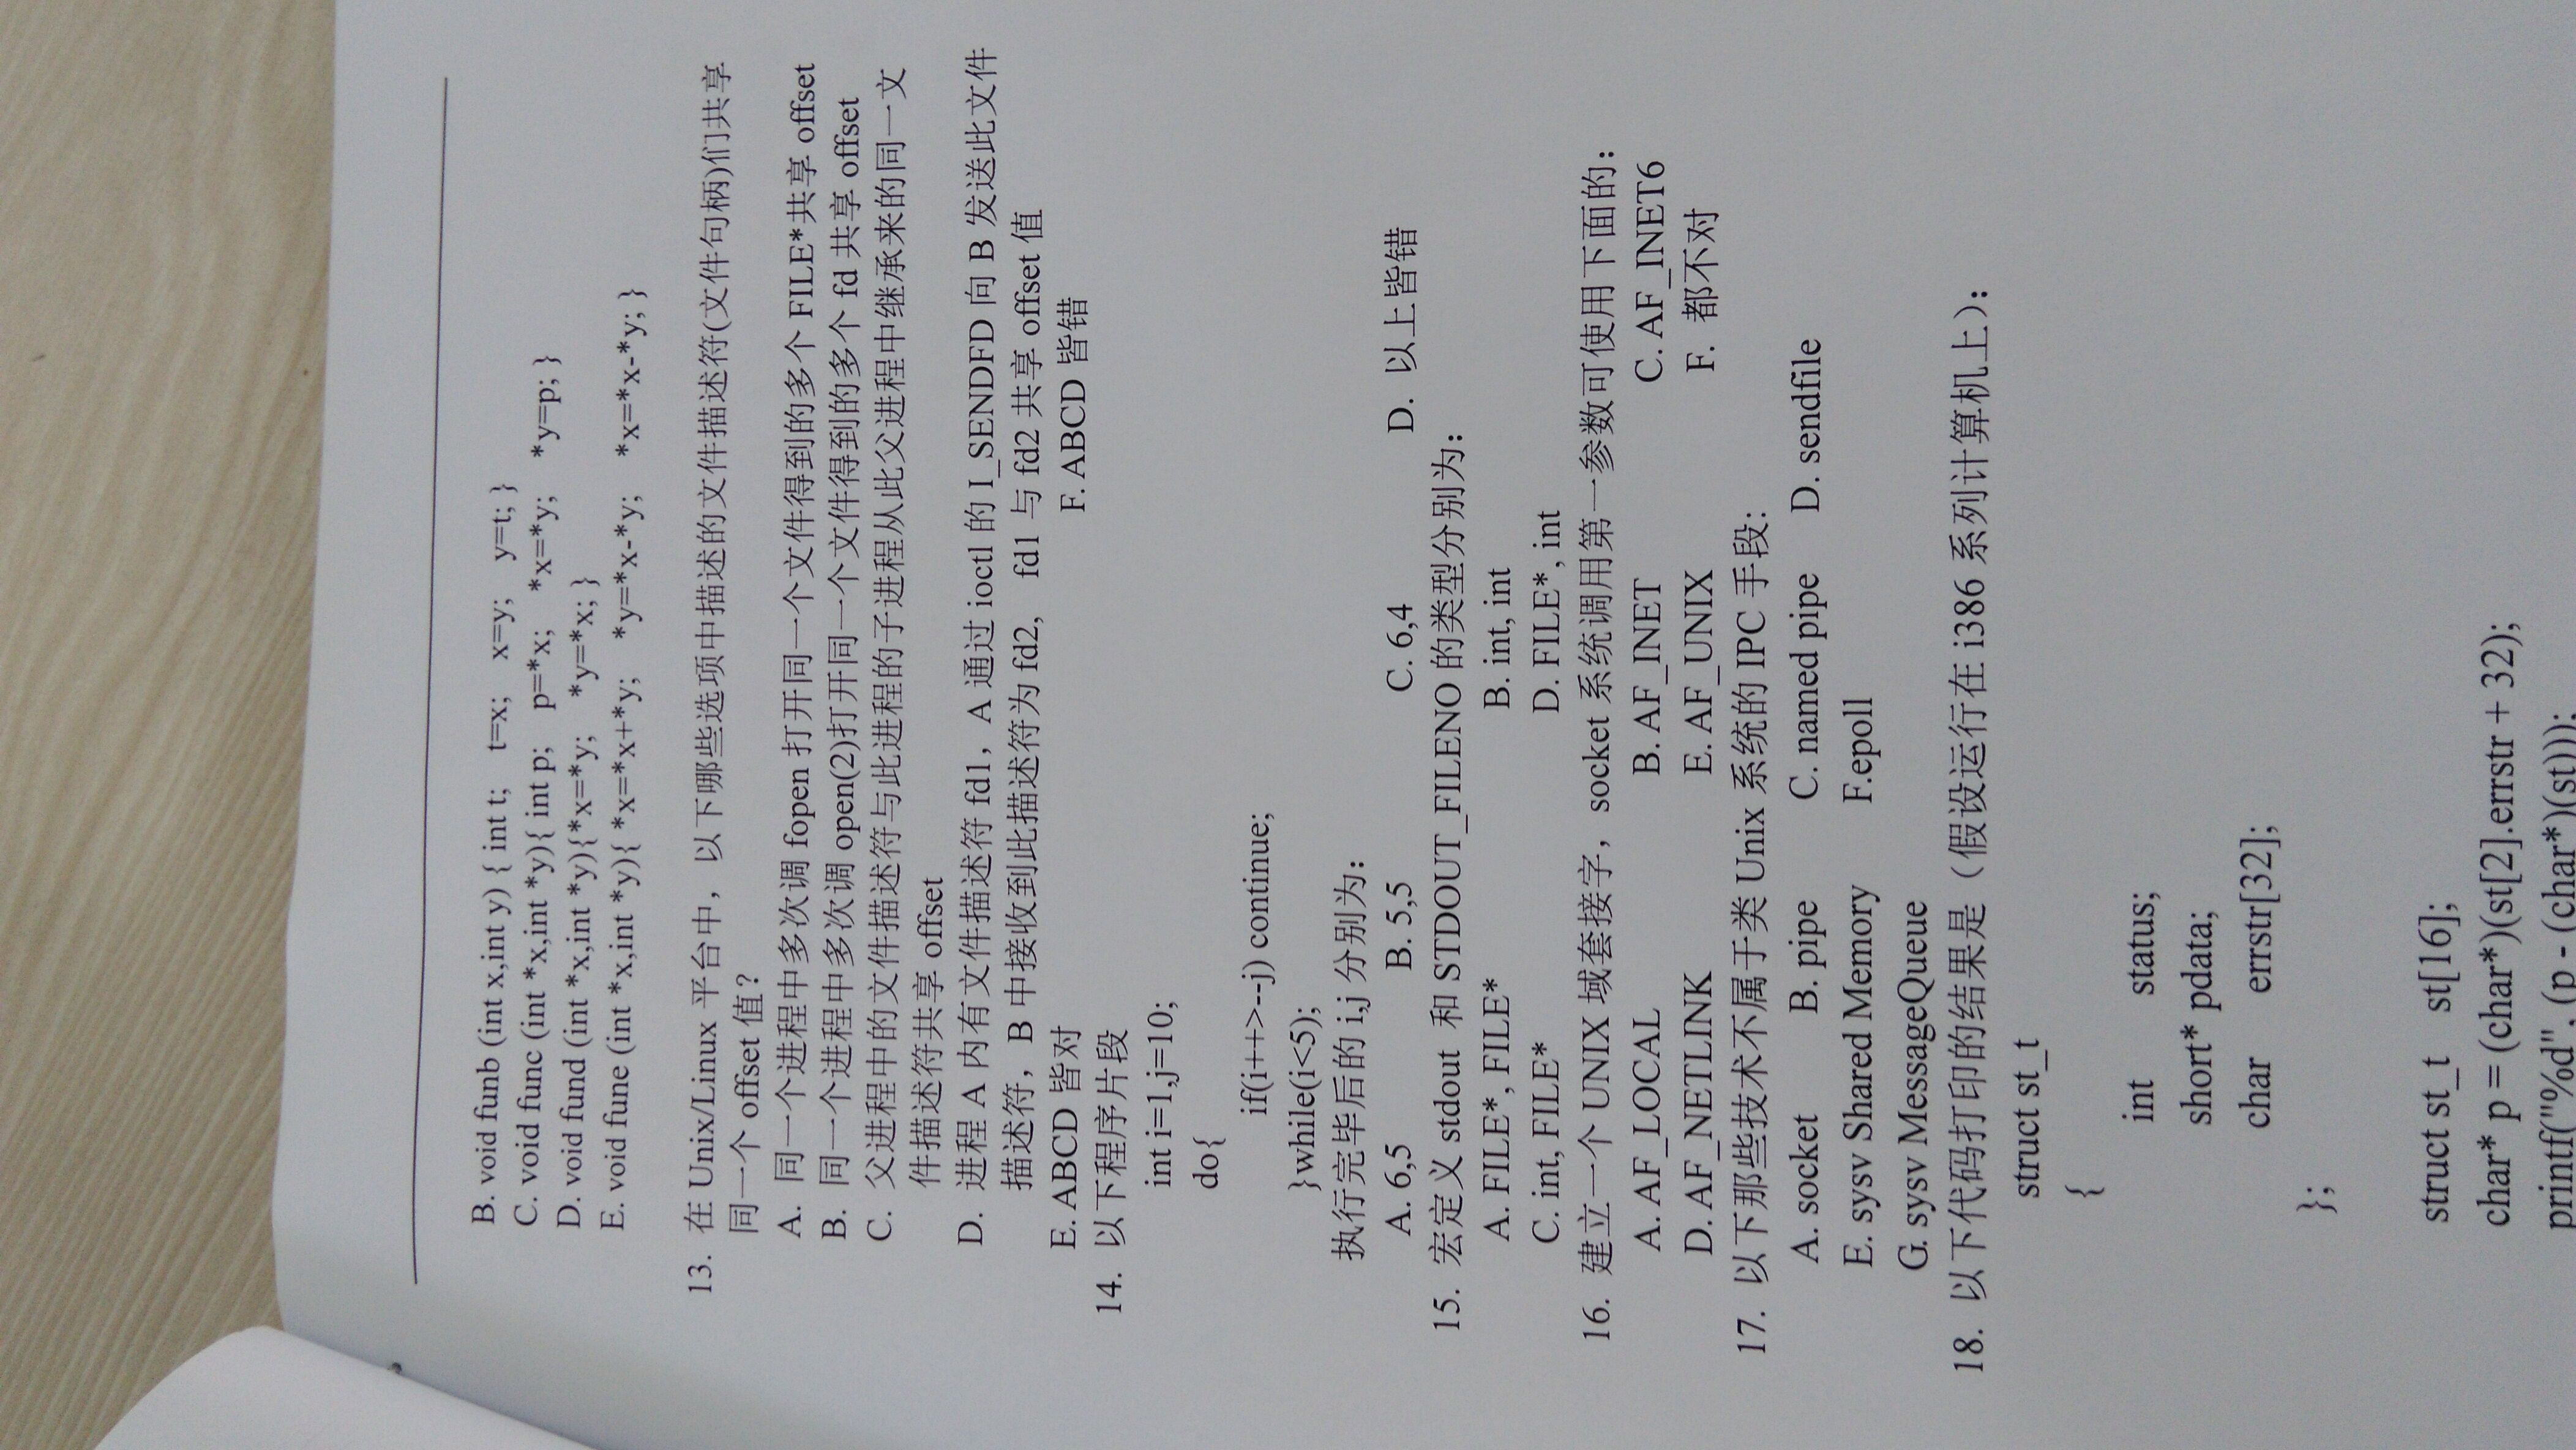 B. void funb (int x,int y) { int t; t=x; x=y; y=t; }
C. void func (int *x,int *y){ int p; p=*x; *x=*y; *y=p; }
D. void fund (int *x,int *y){*x=*y; *y=*x; }
E. void fune (int *x,int *y){ *x=*x+*y; *y=*x-*y; *x=*x-*y; }
13. 在 Unix/Linux 平台中，以下哪些选项中描述的文件描述符(文件句柄)们共享
同一个 offset 值？
A. 同一个进程中多次调 fopen 打开同一个文件得到的多个 FILE*共享 offset
B. 同一个进程中多次调 open(2)打开同一个文件得到的多个 fd 共享 offset
C. 父进程中的文件描述符与此进程的子进程从此父进程中继承来的同一文
件描述符共享 offset
D. 进程 A 内有文件描述符 fd1，A 通过 ioctl 的 I_SENDFD 向 B 发送此文件
描述符，B 中接收到此描述符为 fd2， fd1 与 fd2 共享 offset 值
E. ABCD 皆对 F. ABCD 皆错
14. 以下程序片段
int i=1,j=10;
do{
if(i++>--j) continue;
}while(i<5);
执行完毕后的 i,j 分别为：
A. 6,5 B. 5,5 C. 6,4 D. 以上皆错
15. 宏定义 stdout 和 STDOUT_FILENO 的类型分别为：
A. FILE*, FILE* B. int, int
C. int, FILE* D. FILE*, int
16. 建立一个 UNIX 域套接字，socket 系统调用第一参数可使用下面的：
A. AF_LOCAL B. AF_INET C. AF_INET6
D. AF_NETLINK E. AF_UNIX F. 都不对
17. 以下那些技术不属于类 Unix 系统的 IPC 手段：
A. socket B. pipe C. named pipe D. sendfile
E. sysv Shared Memory F.epoll
G. sysv MessageQueue
18. 以下代码打印的结果是（假设运行在 i386 系列计算机上）：
struct st_t
{
int status;
short* pdata;
char errstr[32];
};
struct st_t st[16];
char* p = (char*)(st[2].errstr + 32);
printf("%d", (p - (char*)(st)));